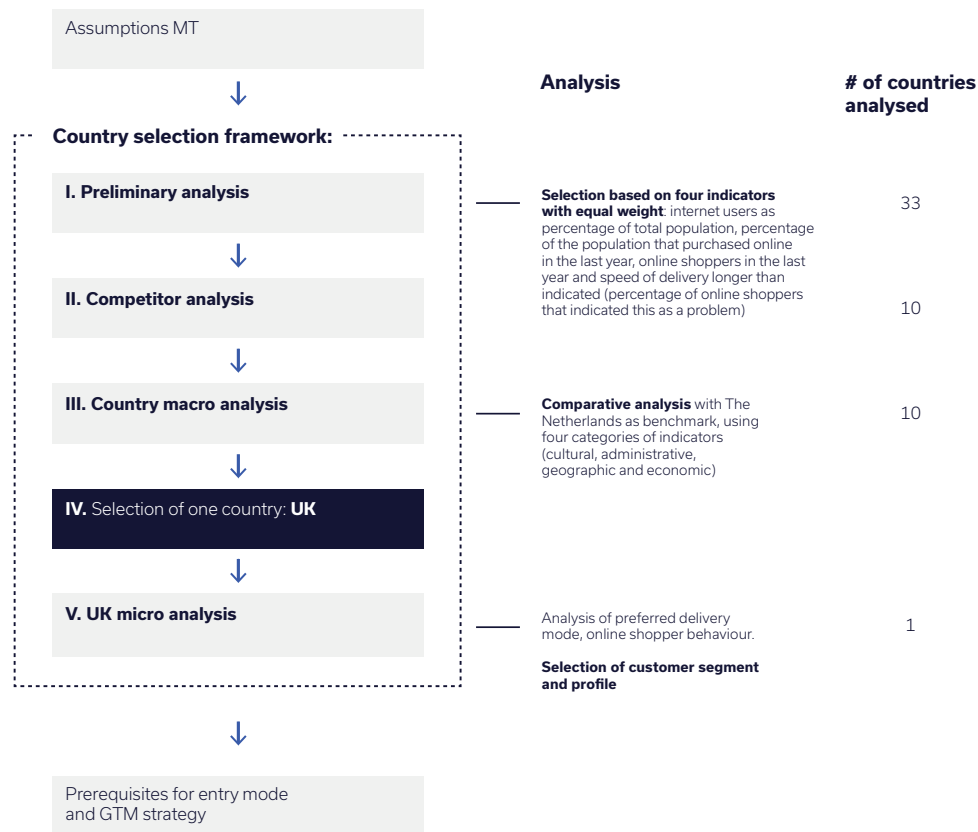 Assumptions MT
Analysis
# of countries
analysed
Country selection framework:
I. Preliminary analysis
Selection based on four indicators
with equal weight: internet users as
percentage of total population, percentage
of the population that purchased online
in the last year, online shoppers in the last
year and speed of delivery longer than
indicated (percentage of online shoppers
that indicated this as a problem)
33
II. Competitor analysis
10
III. Country macro analysis
Comparative analysis with The
Netherlands as benchmark, using
four categories of indicators
(cultural, administrative,
geographic and economic)
10
IV. Selection of one country: UK
V. UK micro analysis
Analysis of preferred delivery
mode, online shopper behaviour.
Selection of customer segment
and profile
1
Prerequisites for entry mode
and GTM strategy